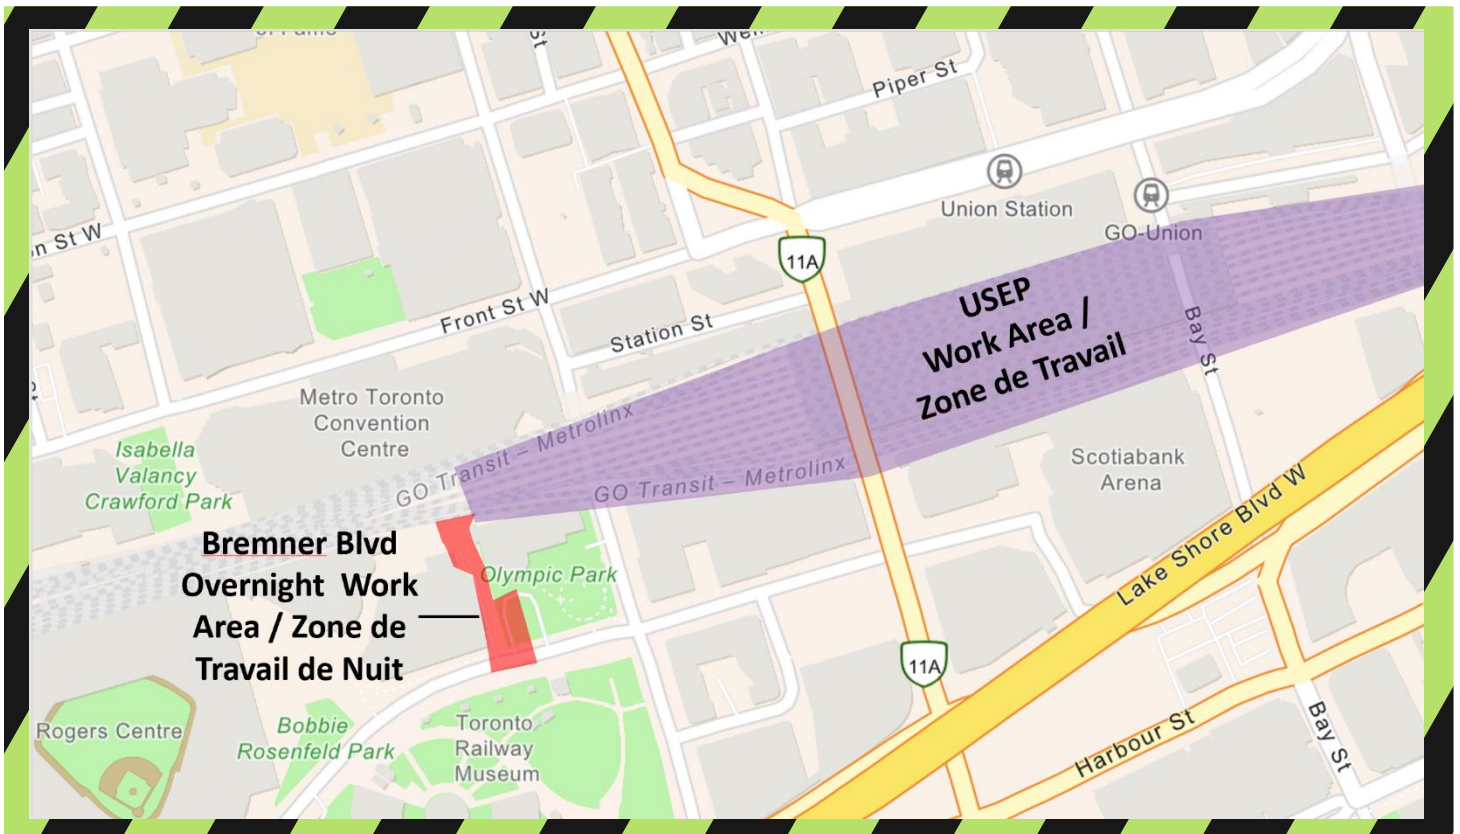 St
Piper St
Union Station
GO-Union
n St W
11A
Front St W
Station St
USEP
Work Area /
Zone de Travail
Bay St
Metro Toronto
Convention
Centre
GO Transit – Metrolinx
GO Transit – Metrolinx
Isabella
Valancy
Crawford Park
Scotiabank
Arena
Lake Shore Blvd W
Bremner Blvd
Overnight Work
Area / Zone de
Travail de Nuit
Olympic Park
11A
Rogers Centre
Bobbie
Rosenfeld Park
Toronto
Railway
Museum
Harbour St
Bay St